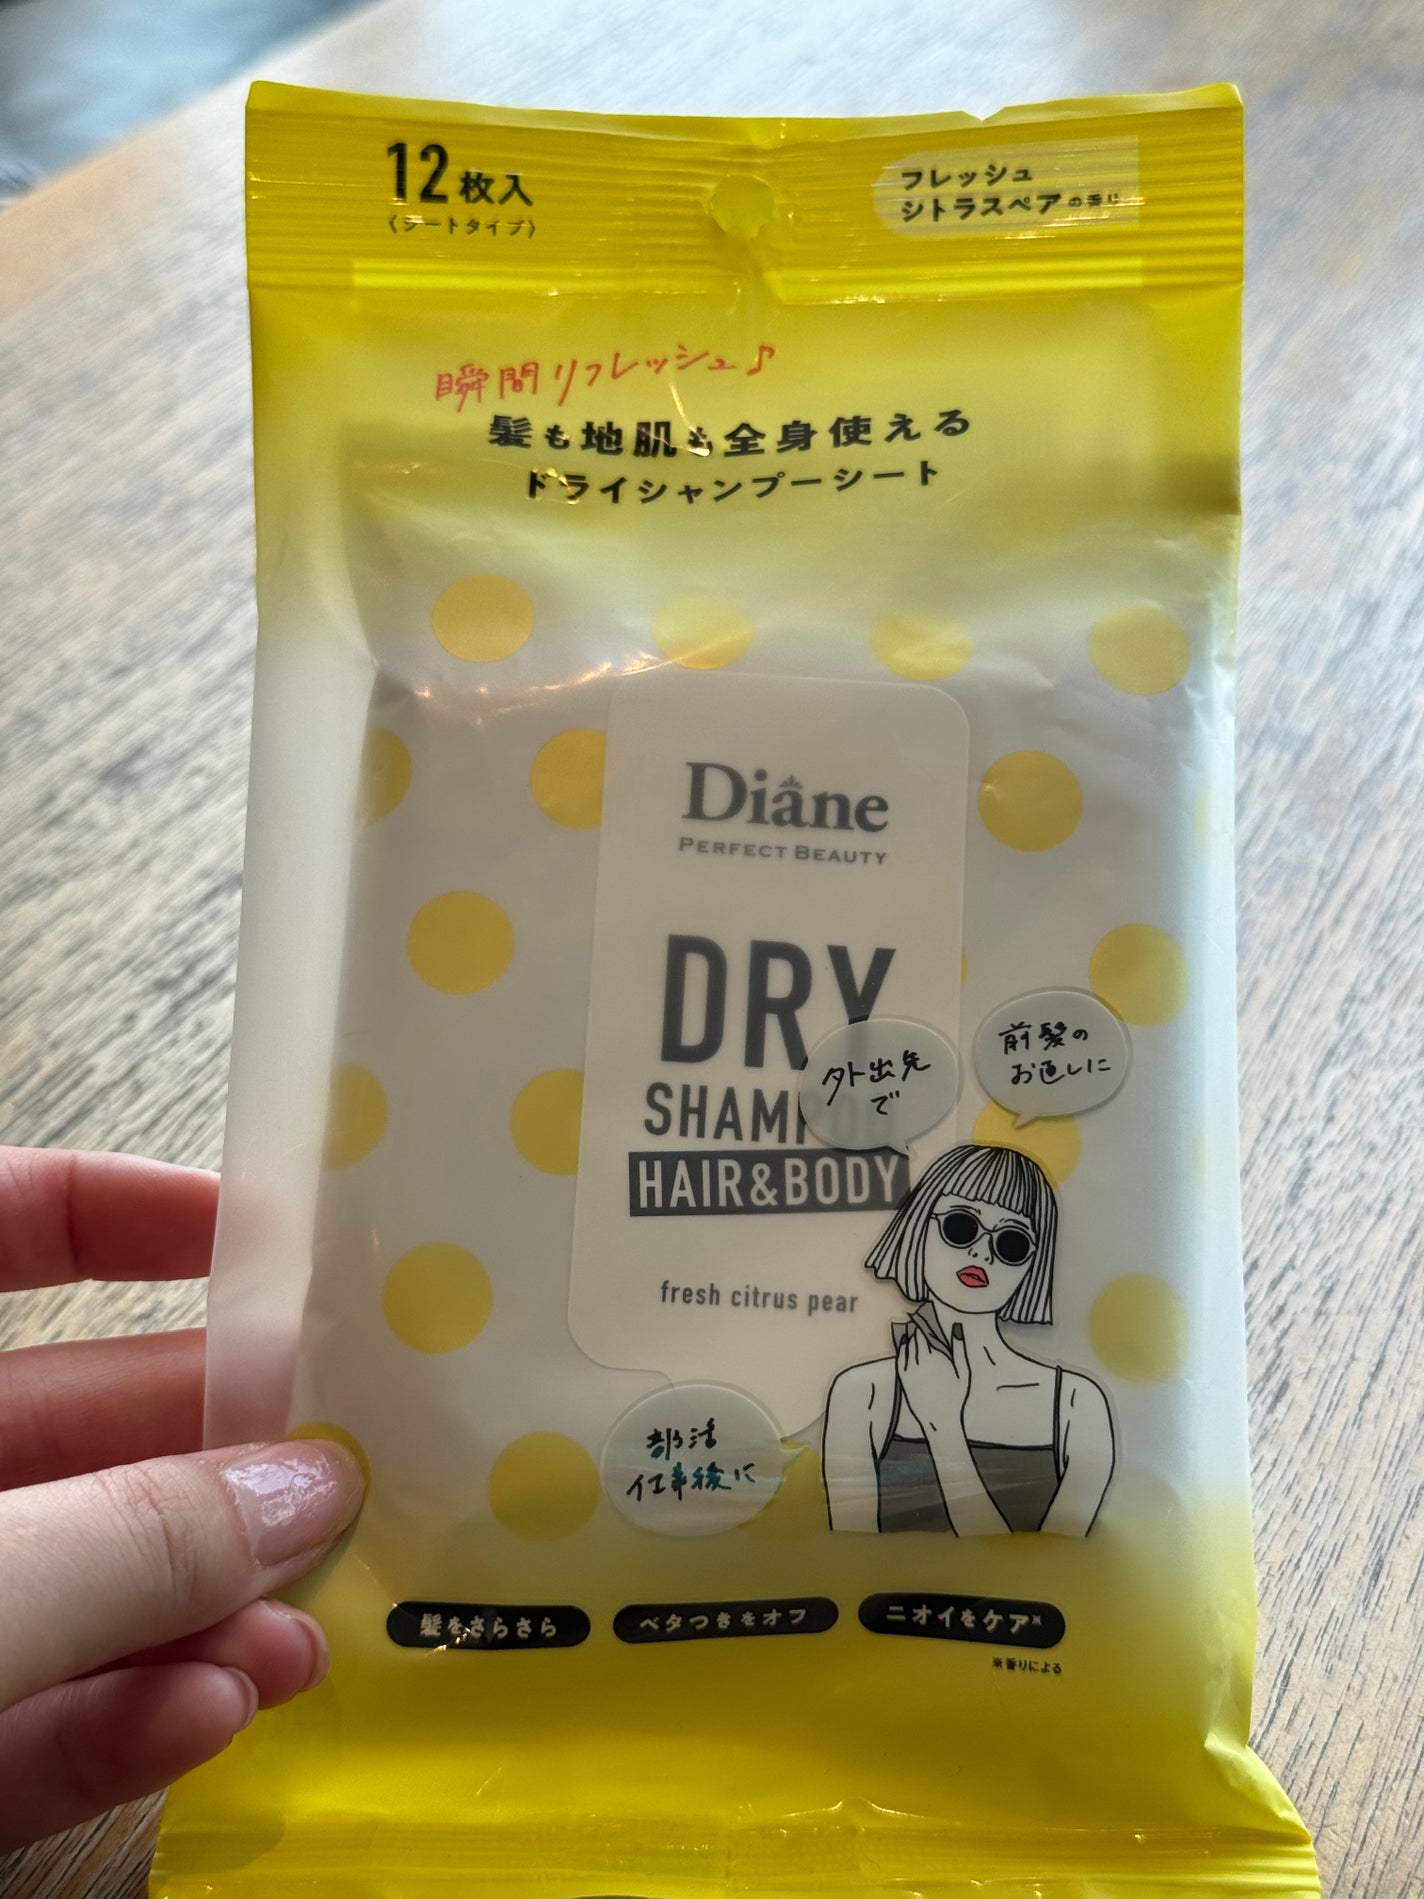 12枚入
〈シートタイプ〉
フレッシュ
シトラスペアの香り
瞬間リフレッシュ♪
髪も地肌も全身使える
ドライシャンプーシート
Diane
PERFECT BEAUTY
DRY
SHAMPOO
HAIR&BODY
fresh citrus pear
外出先
で
前髪の
お直しに
部活
仕事後に
髪をさらさら
ベタつきをオフ
ニオイをケア※
※香りによる